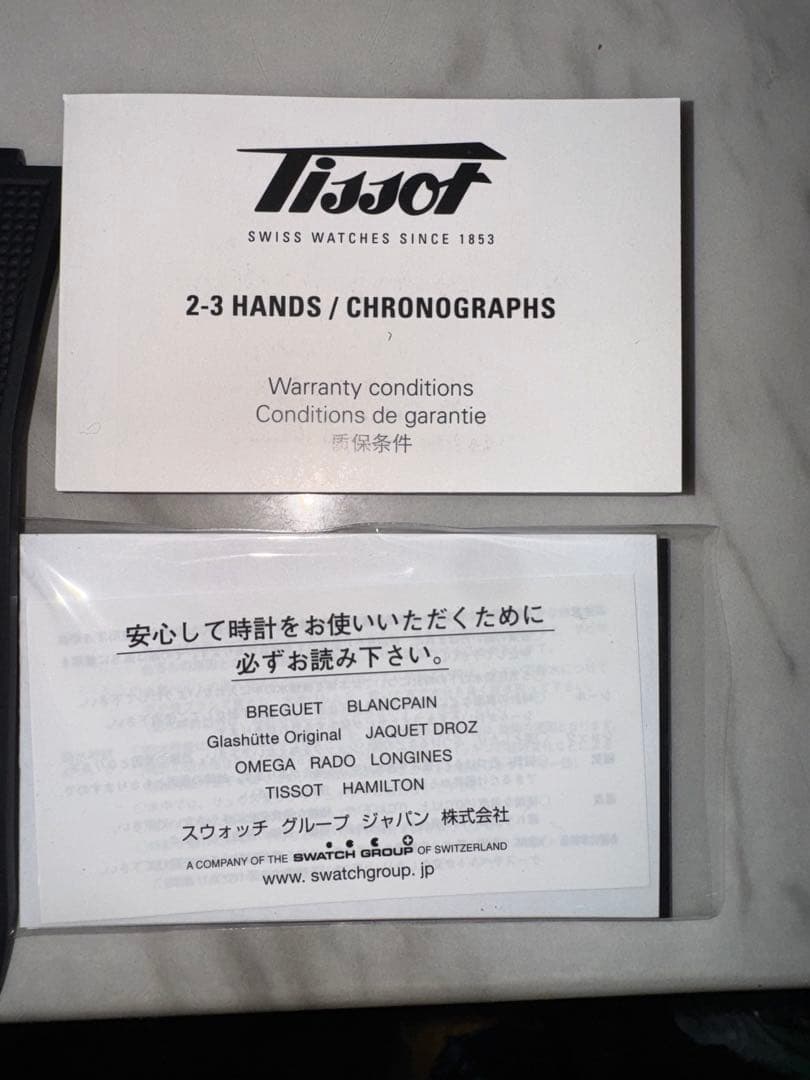 Tissot
SWISS WATCHES SINCE 1853
2-3 HANDS / CHRONOGRAPHS
Warranty conditions
Conditions de garantie
质保条件
安心して時計をお使いいただくために
必ずお読み下さい。
BREGUET BLANCPAIN
Glashütte Original JAQUET DROZ
OMEGA RADO LONGINES
TISSOT HAMILTON
スウォッチ グループ ジャパン 株式会社
A COMPANY OF THE SWATCH GROUP OF SWITZERLAND
www. swatchgroup. jp